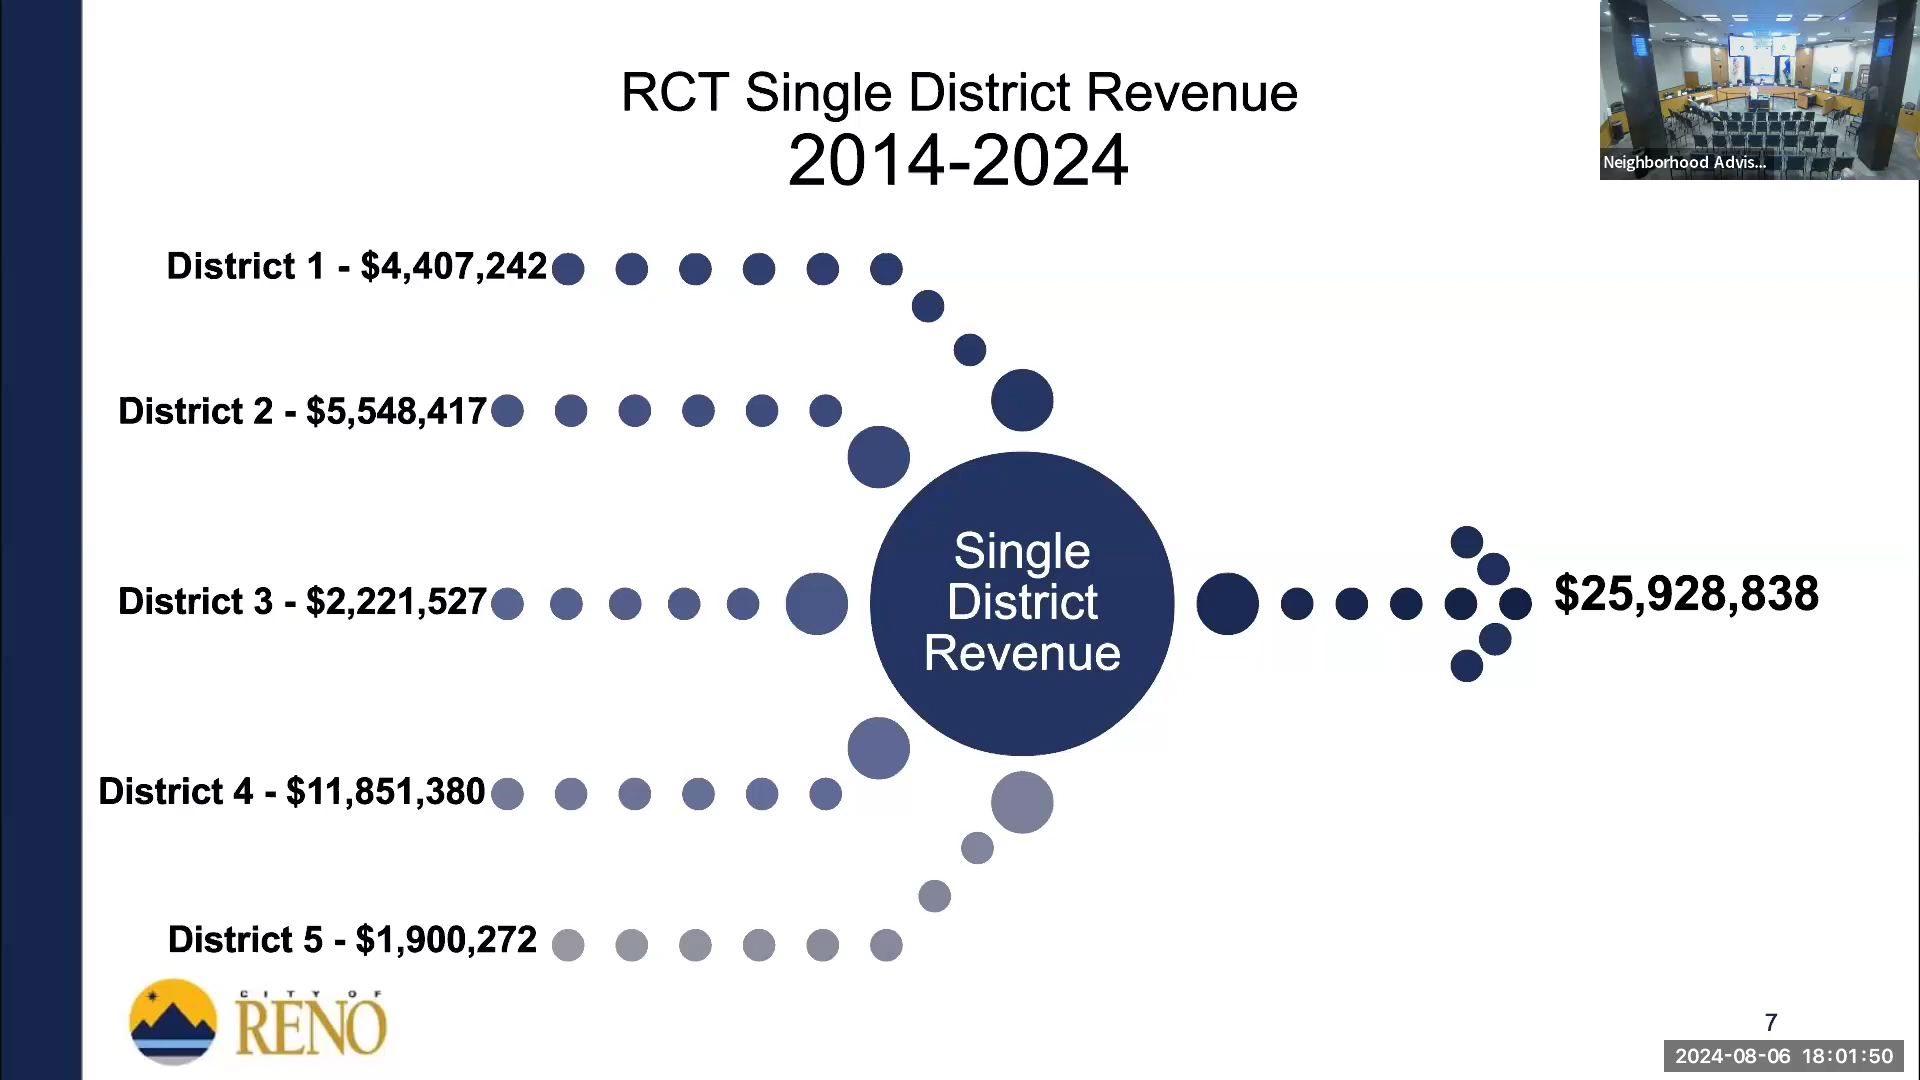 RCT Single District Revenue
2014-2024
Neighborhood Advis...
District 1 - $4,407,242
District 2 - $5,548,417
District 3 - $2,221,527
District 4 - $11,851,380
District 5 - $1,900,272
Single
District
Revenue
$25,928,838
CITY OF
RENO
7
2024-08-06 18:01:50